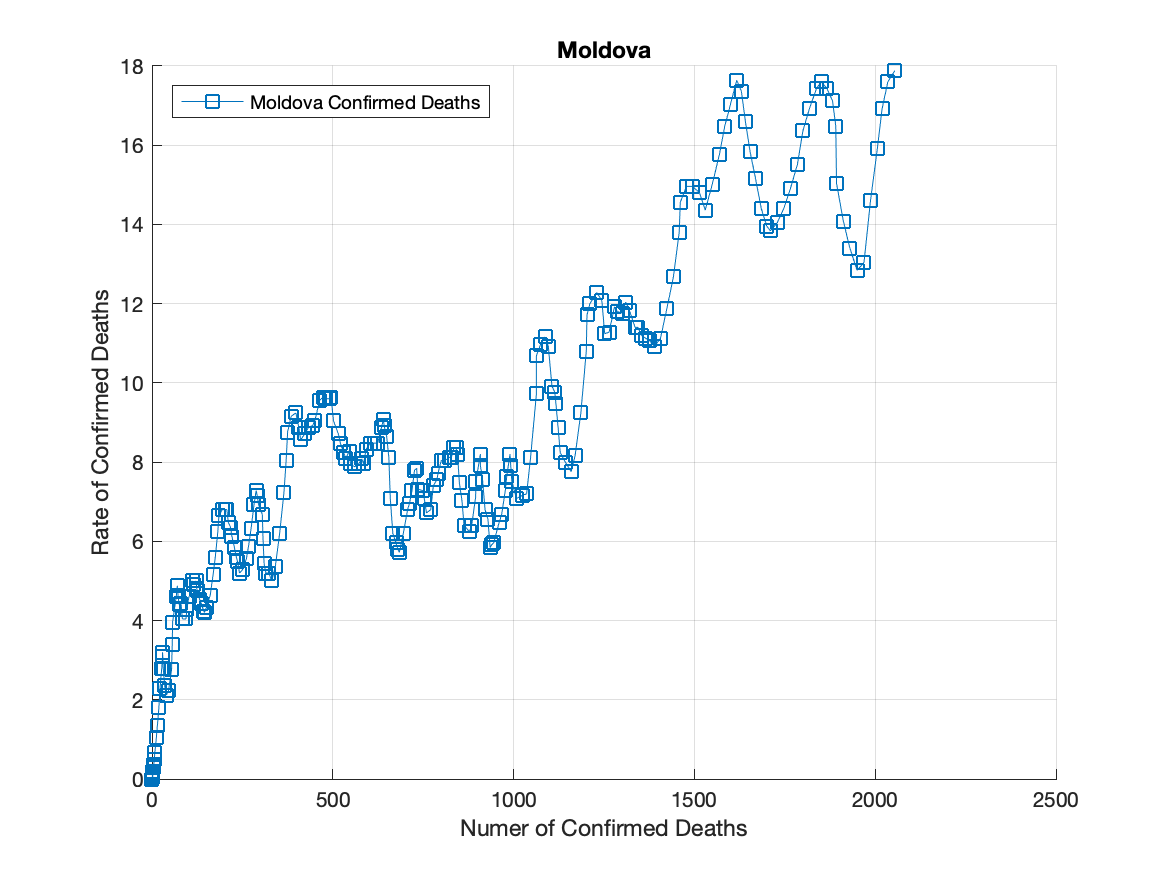 Moldova
Moldova Confirmed Deaths
Rate of Confirmed Deaths
18
16
14
12
10
8
6
4
2
0
0 500 1000 1500 2000 2500
Numer of Confirmed Deaths